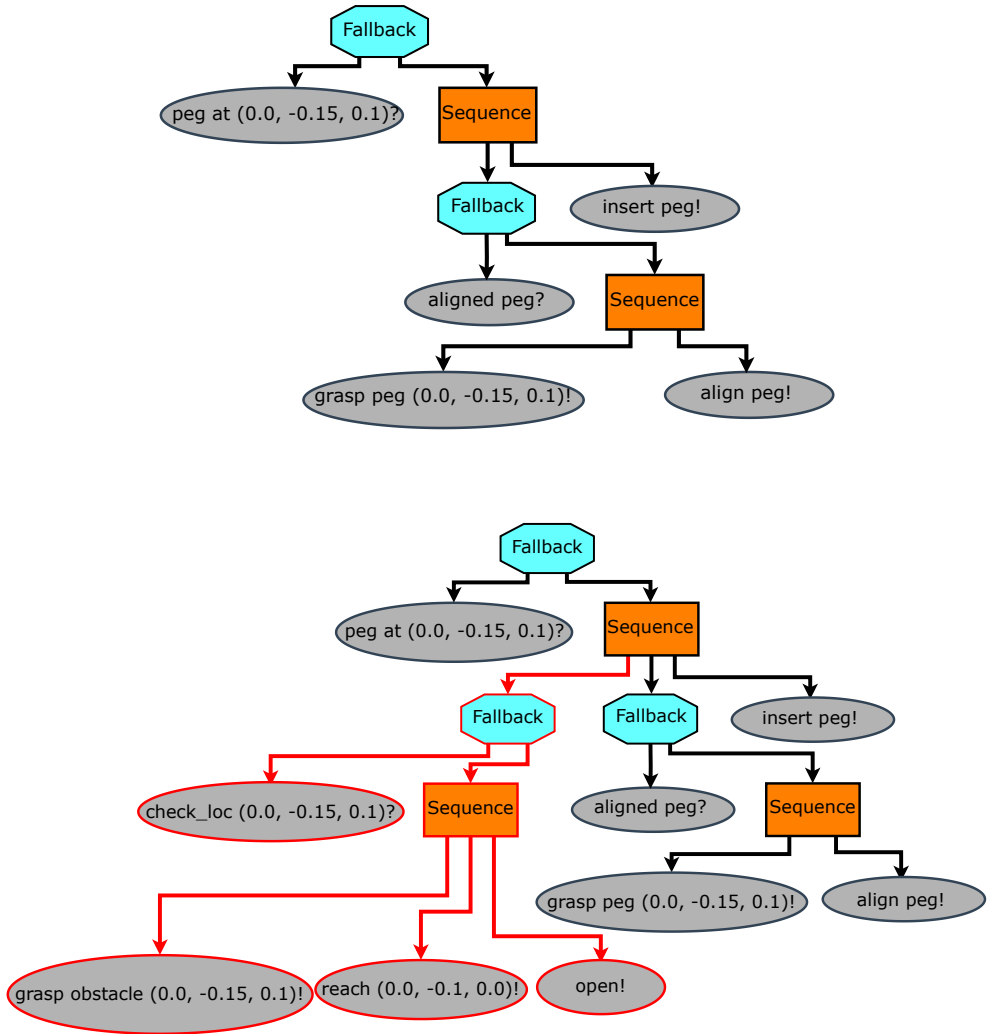 Fallback
peg at (0.0, -0.15, 0.1)?
Sequence
Fallback
insert peg!
aligned peg?
Sequence
grasp peg (0.0, -0.15, 0.1)!
align peg!
Fallback
peg at (0.0, -0.15, 0.1)?
Sequence
Fallback
Fallback
insert peg!
check_loc (0.0, -0.15, 0.1)?
Sequence
aligned peg?
Sequence
grasp peg (0.0, -0.15, 0.1)!
align peg!
grasp obstacle (0.0, -0.15, 0.1)!
reach (0.0, -0.1, 0.0)!
open!